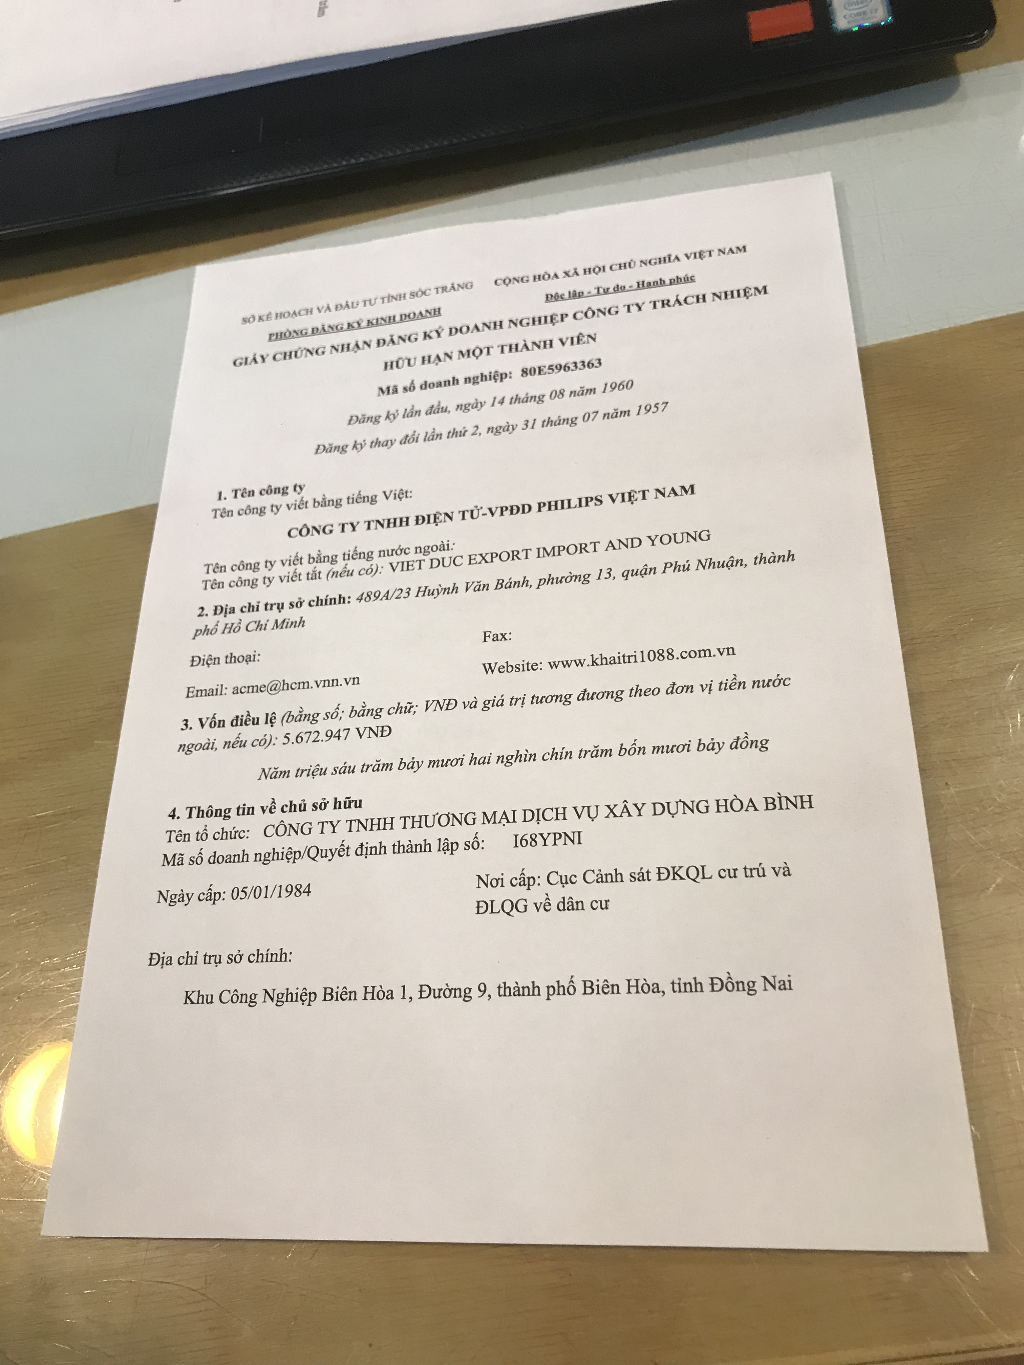 SỞ KẾ HOẠCH VÀ ĐẦU TƯ TỈNH SÓC TRĂNG
PHÒNG ĐĂNG KÝ KINH DOANH
CỘNG HÒA XÃ HỘI CHỦ NGHĨA VIỆT NAM
Độc lập - Tự do - Hạnh phúc
GIẤY CHỨNG NHẬN ĐĂNG KÝ DOANH NGHIỆP CÔNG TY TRÁCH NHIỆM
HỮU HẠN MỘT THÀNH VIÊN
Mã số doanh nghiệp: 80E5963363
Đăng ký lần đầu, ngày 14 tháng 08 năm 1960
Đăng ký thay đổi lần thứ 2, ngày 31 tháng 07 năm 1957
1. Tên công ty
Tên công ty viết bằng tiếng Việt:
CÔNG TY TNHH ĐIỆN TỬ-VPĐD PHILIPS VIỆT NAM
Tên công ty viết bằng tiếng nước ngoài:
Tên công ty viết tắt (nếu có): VIET DUC EXPORT IMPORT AND YOUNG
2. Địa chỉ trụ sở chính: 489A/23 Huỳnh Văn Bánh, phường 13, quận Phú Nhuận, thành
phố Hồ Chí Minh
Điện thoại:
Fax:
Email: acme@hcm.vnn.vn
Website: www.khaitri1088.com.vn
3. Vốn điều lệ (bằng số; bằng chữ; VNĐ và giá trị tương đương theo đơn vị tiền nước
ngoài, nếu có): 5.672.947 VNĐ
Năm triệu sáu trăm bảy mươi hai nghìn chín trăm bốn mươi bảy đồng
4. Thông tin về chủ sở hữu
Tên tổ chức: CÔNG TY TNHH THƯƠNG MẠI DỊCH VỤ XÂY DỰNG HÒA BÌNH
Mã số doanh nghiệp/Quyết định thành lập số: I68YPNI
Ngày cấp: 05/01/1984
Nơi cấp: Cục Cảnh sát ĐKQL cư trú và
ĐLQG về dân cư
Địa chỉ trụ sở chính:
Khu Công Nghiệp Biên Hòa 1, Đường 9, thành phố Biên Hòa, tỉnh Đồng Nai